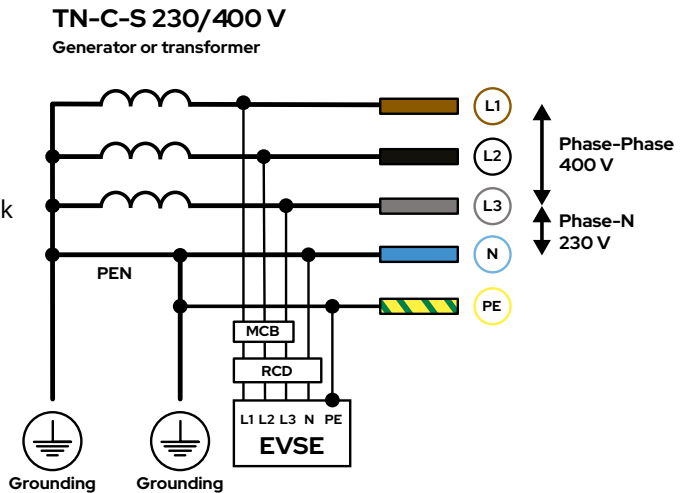 TN-C-S 230/400 V
Generator or transformer
L1
L2
Phase-Phase
400 V
k
L3
Phase-N
230 V
N
PEN
PE
MCB
RCD
L1 L2 L3 N PE
EVSE
Grounding
Grounding